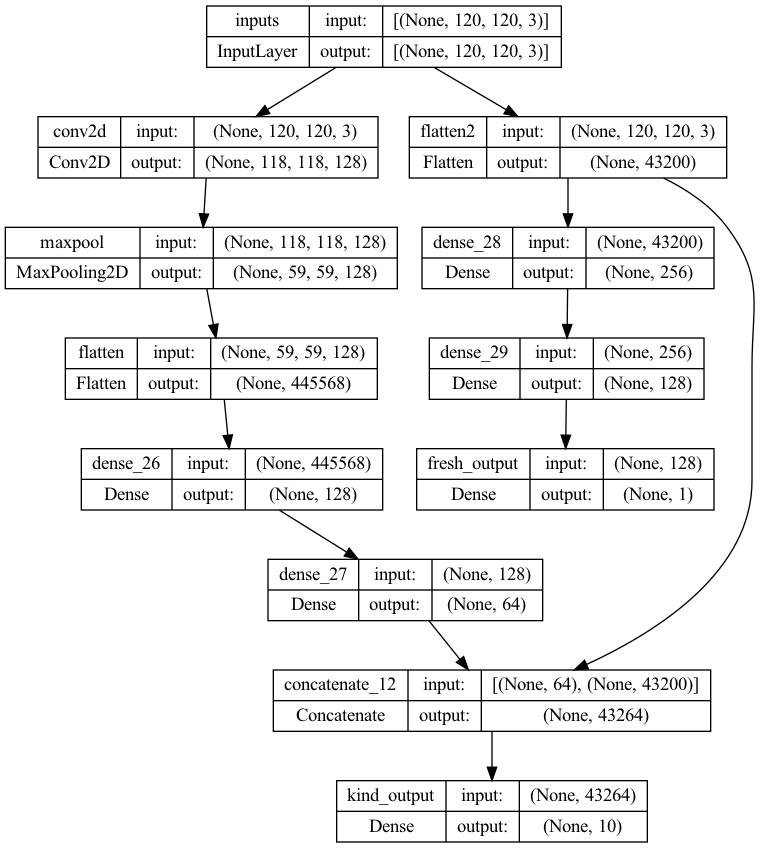 inputs input: [(None, 120, 120, 3)]
InputLayer output: [(None, 120, 120, 3)]
conv2d input: (None, 120, 120, 3)
Conv2D output: (None, 118, 118, 128)
flatten2 input: (None, 120, 120, 3)
Flatten output: (None, 43200)
maxpool input: (None, 118, 118, 128)
MaxPooling2D output: (None, 59, 59, 128)
dense_28 input: (None, 43200)
Dense output: (None, 256)
flatten input: (None, 59, 59, 128)
Flatten output: (None, 445568)
dense_29 input: (None, 256)
Dense output: (None, 128)
dense_26 input: (None, 445568)
Dense output: (None, 128)
fresh_output input: (None, 128)
Dense output: (None, 1)
dense_27 input: (None, 128)
Dense output: (None, 64)
concatenate_12 input: [(None, 64), (None, 43200)]
Concatenate output: (None, 43264)
kind_output input: (None, 43264)
Dense output: (None, 10)